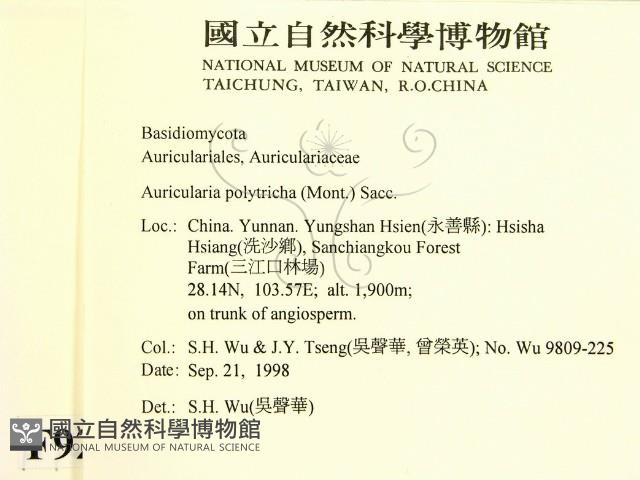 國立自然科學博物館
NATIONAL MUSEUM OF NATURAL SCIENCE
TAICHUNG, TAIWAN, R.O.CHINA
Basidiomycota
Auriculariales, Auriculariaceae
Auricularia polytricha (Mont.) Sacc.
Loc.: China. Yunnan. Yungshan Hsien(永善縣): Hsisha
Hsiang(洗沙鄉), Sanchiangkou Forest
Farm(三江口林場)
28.14N, 103.57E; alt. 1,900m;
on trunk of angiosperm.
Col.: S.H. Wu & J.Y. Tseng(吳聲華, 曾榮英); No. Wu 9809-225
Date: Sep. 21, 1998
Det.: S.H. Wu(吳聲華)
國立自然科學博物館
NATIONAL MUSEUM OF NATURAL SCIENCE